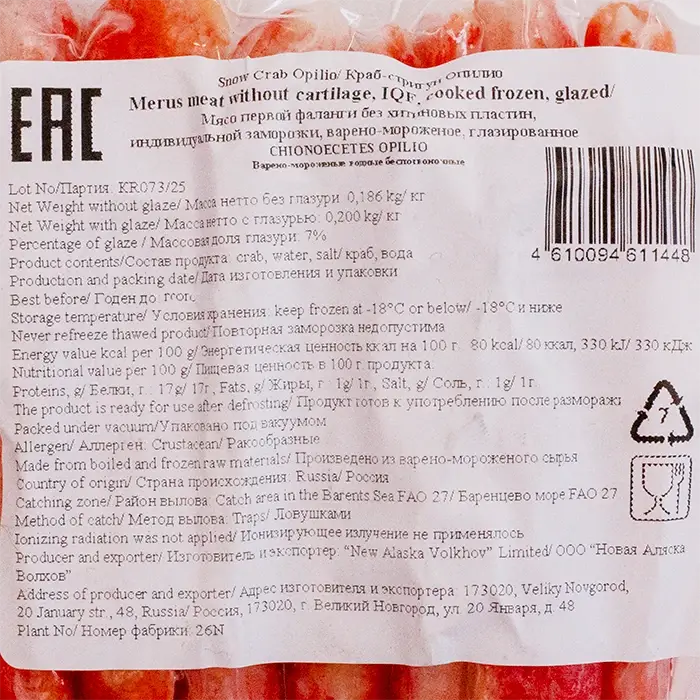 EAC
Snow Crab Opilio/ Краб-стригун опилио
Merus meat without cartilage, IQF, cooked frozen, glazed/
Мясо первой фаланги без хитиновых пластин,
индивидуальной заморозки, варено-мороженое, глазированное
CHIONOECETES OPILIO
Варено-мороженые водные беспозвоночные
Lot No/Партия: KR073/25
Net Weight without glaze/ Масса нетто без глазури: 0,186 kg/ кг
Net Weight with glaze/ Масса нетто с глазурью: 0,200 kg/ кг
Percentage of glaze / Массовая доля глазури: 7%
Product contents/Состав продукта: crab, water, salt/ краб, вода
Production and packing date/Дата изготовления и упаковки
Best before/ Годен до:
Storage temperature/ Условия хранения: keep frozen at -18°C or below/ -18°C и ниже
Never refreeze thawed product/Повторная заморозка недопустима
Energy value kcal per 100 g/ Энергетическая ценность ккал на 100 г.: 80 kcal/ 80 ккал, 330 kJ/ 330 кДж
Nutritional value per 100 g/ Пищевая ценность в 100 г продукта:
Proteins, g/ Белки, г.: 17g/ 17г., Fats, g/ Жиры, г.: 1g/ 1г., Salt, g/ Соль, г.: 1g/ 1г.
The product is ready for use after defrosting/ Продукт готов к употреблению после разморажи
Packed under vacuum/Упаковано под вакуумом
Allergen/ Аллерген: Crustacean/ Ракообразные
Made from boiled and frozen raw materials/ Произведено из варено-мороженого сырья
Country of origin/ Страна происхождения: Russia/ Россия
Catching zone/ Район вылова: Catch area in the Barents Sea FAO 27/ Баренцево море FAO 27
Method of catch/ Метод вылова: Traps/ Ловушками
Ionizing radiation was not applied/ Ионизирующее излучение не применялось
Producer and exporter/ Изготовитель и экспортер: "New Alaska Volkhov" Limited/ ООО "Новая Аляска
Волхов"
Address of producer and exporter/ Адрес изготовителя и экспортера: 173020, Veliky Novgorod,
20 January str., 48, Russia/ Россия, 173020, г. Великий Новгород, ул. 20 Января, д. 48
Plant No/ Номер фабрики: 26N
4 610094 611448
7